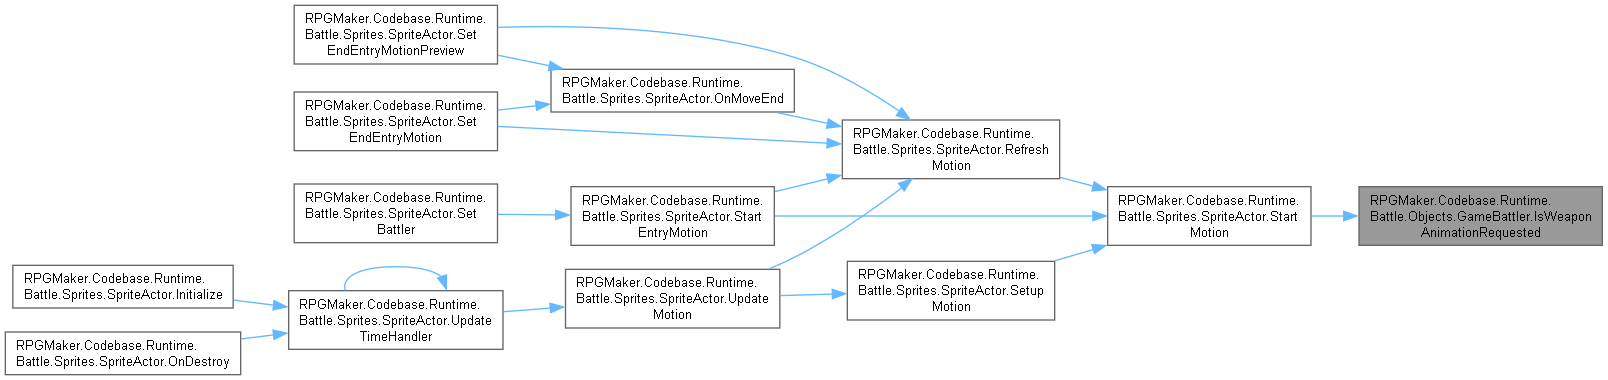 RPGMaker.Codebase.Runtime.
Battle.Sprites.SpriteActor.Set
EndEntryMotionPreview
RPGMaker.Codebase.Runtime.
Battle.Sprites.SpriteActor.OnMoveEnd
RPGMaker.Codebase.Runtime.
Battle.Sprites.SpriteActor.Set
EndEntryMotion
RPGMaker.Codebase.Runtime.
Battle.Sprites.SpriteActor.Refresh
Motion
RPGMaker.Codebase.Runtime.
Battle.Sprites.SpriteActor.Set
Battler
RPGMaker.Codebase.Runtime.
Battle.Sprites.SpriteActor.Start
EntryMotion
RPGMaker.Codebase.Runtime.
Battle.Sprites.SpriteActor.Start
Motion
RPGMaker.Codebase.Runtime.
Battle.Objects.GameBattler.IsWeapon
AnimationRequested
RPGMaker.Codebase.Runtime.
Battle.Sprites.SpriteActor.Initialize
RPGMaker.Codebase.Runtime.
Battle.Sprites.SpriteActor.Update
TimeHandler
RPGMaker.Codebase.Runtime.
Battle.Sprites.SpriteActor.Update
Motion
RPGMaker.Codebase.Runtime.
Battle.Sprites.SpriteActor.Setup
Motion
RPGMaker.Codebase.Runtime.
Battle.Sprites.SpriteActor.OnDestroy